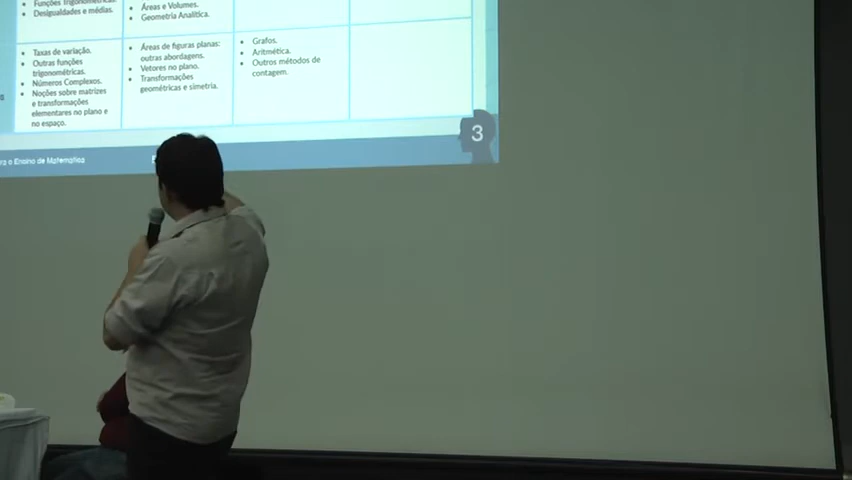 Funções Trigonométricas.
Desigualdades e médias.
Áreas e Volumes.
Geometria Analítica.
Taxas de variação.
Outras funções
trigonométricas.
Números Complexos.
Noções sobre matrizes
e transformações
elementares no plano e
no espaço.
Áreas de figuras planas:
outras abordagens.
Vetores no plano.
Transformações
geométricas e simetria.
Grafos.
Aritmética.
Outros métodos de
contagem.
s
o Ensino de Matemática
3